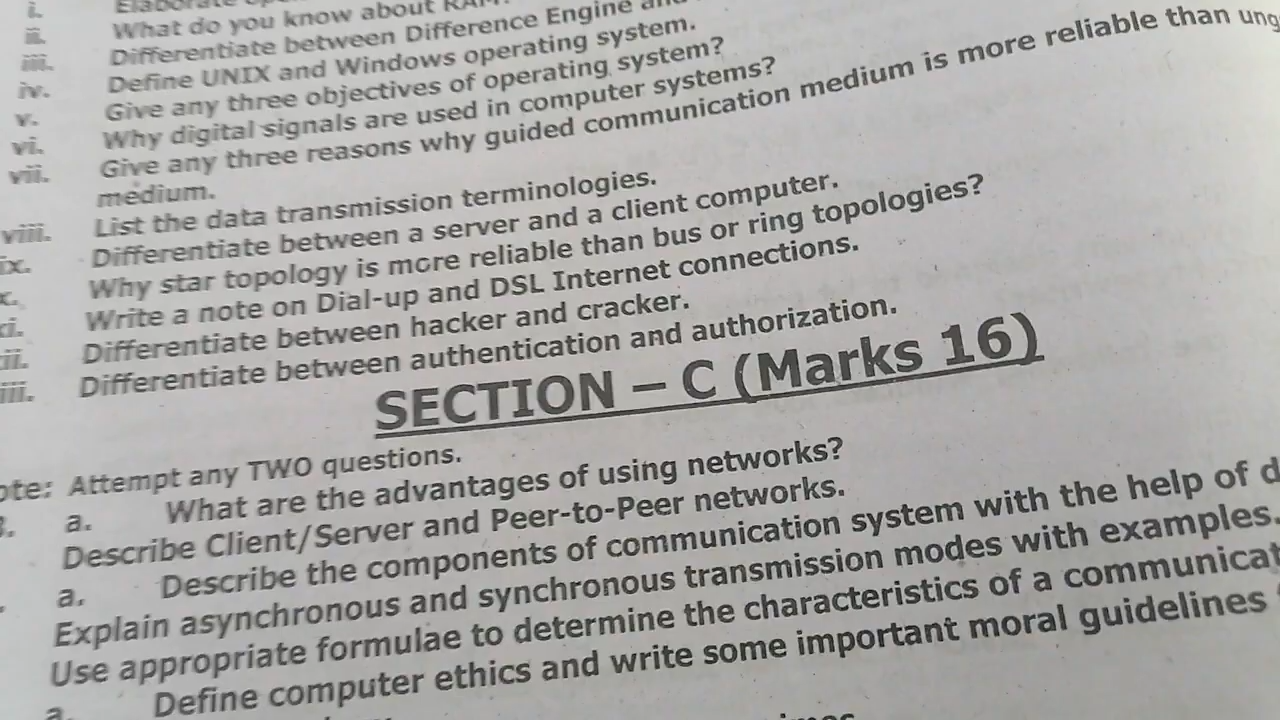 i. Elaborate
ii. What do you know about RAM?
iii. Differentiate between Difference Engine and
iv. Define UNIX and Windows operating system.
v. Give any three objectives of operating system?
vi. Why digital signals are used in computer systems?
vii. Give any three reasons why guided communication medium is more reliable than ung
medium.
viii. List the data transmission terminologies.
ix. Differentiate between a server and a client computer.
x. Why star topology is more reliable than bus or ring topologies?
xi. Write a note on Dial-up and DSL Internet connections.
ii. Differentiate between hacker and cracker.
iii. Differentiate between authentication and authorization.
SECTION – C (Marks 16)
ote: Attempt any TWO questions.
3. a. What are the advantages of using networks?
Describe Client/Server and Peer-to-Peer networks.
a. Describe the components of communication system with the help of d
Explain asynchronous and synchronous transmission modes with examples.
Use appropriate formulae to determine the characteristics of a communicat
a. Define computer ethics and write some important moral guidelines